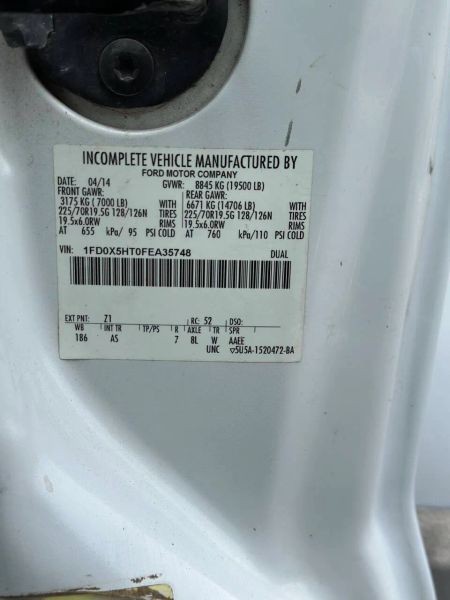 INCOMPLETE VEHICLE MANUFACTURED BY
FORD MOTOR COMPANY
DATE: 04/14 GVWR: 8845 KG (19500 LB)
FRONT GAWR: REAR GAWR:
3175 KG ( 7000 LB) WITH 6671 KG (14706 LB) WITH
225/70R19.5G 128/126N TIRES 225/70R19.5G 128/126N TIRES
19.5x6.0RW RIMS 19.5x6.0RW RIMS
AT 655 kPa/ 95 PSI COLD AT 760 kPa/110 PSI COLD
VIN: 1FD0X5HT0FEA35748 DUAL
EXT PNT: Z1 RC: 52 DSO:
WB INT TR TP/PS R AXLE TR SPR
186 AS 7 8L W AAEE
UNC ▽5U5A-1520472-BA